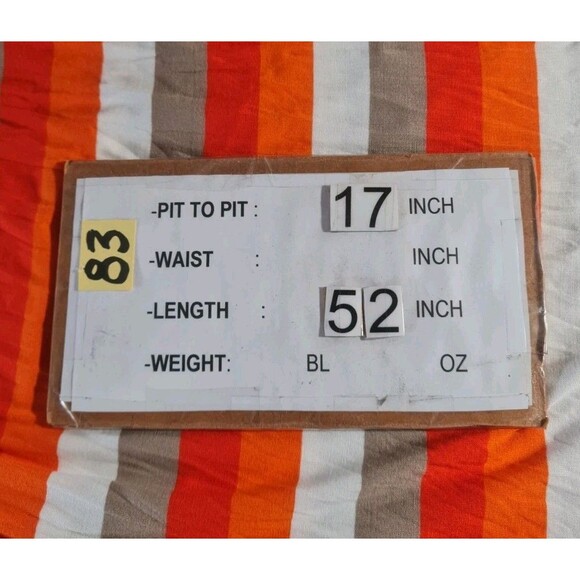 -PIT TO PIT : 17 INCH
83
-WAIST : INCH
-LENGTH : 52 INCH
-WEIGHT: BL OZ